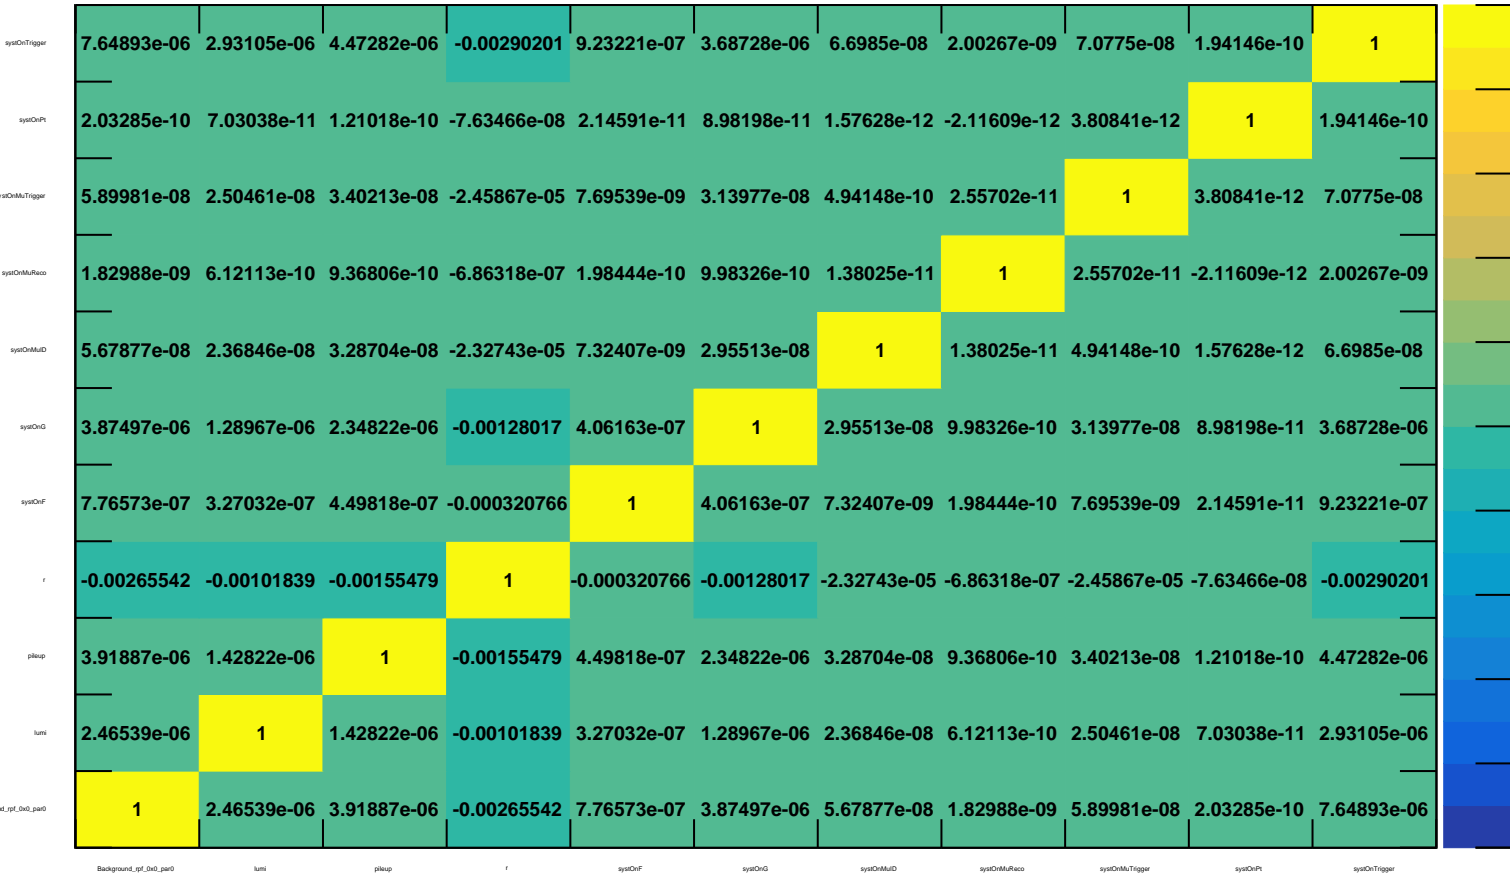 systOnTrigger 7.64893e-06 2.93105e-06 4.47282e-06 -0.00290201 9.23221e-07 3.68728e-06 6.6985e-08 2.00267e-09 7.0775e-08 1.94146e-10 1
systOnPt 2.03285e-10 7.03038e-11 1.21018e-10 -7.63466e-08 2.14591e-11 8.98198e-11 1.57628e-12 -2.11609e-12 3.80841e-12 1 1.94146e-10
ystOnMuTrigger 5.89981e-08 2.50461e-08 3.40213e-08 -2.45867e-05 7.69539e-09 3.13977e-08 4.94148e-10 2.55702e-11 1 3.80841e-12 7.0775e-08
systOnMuReco 1.82988e-09 6.12113e-10 9.36806e-10 -6.86318e-07 1.98444e-10 9.98326e-10 1.38025e-11 1 2.55702e-11 -2.11609e-12 2.00267e-09
systOnMuID 5.67877e-08 2.36846e-08 3.28704e-08 -2.32743e-05 7.32407e-09 2.95513e-08 1 1.38025e-11 4.94148e-10 1.57628e-12 6.6985e-08
systOnG 3.87497e-06 1.28967e-06 2.34822e-06 -0.00128017 4.06163e-07 1 2.95513e-08 9.98326e-10 3.13977e-08 8.98198e-11 3.68728e-06
systOnF 7.76573e-07 3.27032e-07 4.49818e-07 -0.000320766 1 4.06163e-07 7.32407e-09 1.98444e-10 7.69539e-09 2.14591e-11 9.23221e-07
r -0.00265542 -0.00101839 -0.00155479 1 -0.000320766 -0.00128017 -2.32743e-05 -6.86318e-07 -2.45867e-05 -7.63466e-08 -0.00290201
pileup 3.91887e-06 1.42822e-06 1 -0.00155479 4.49818e-07 2.34822e-06 3.28704e-08 9.36806e-10 3.40213e-08 1.21018e-10 4.47282e-06
lumi 2.46539e-06 1 1.42822e-06 -0.00101839 3.27032e-07 1.28967e-06 2.36846e-08 6.12113e-10 2.50461e-08 7.03038e-11 2.93105e-06
d_rpf_0x0_par0 1 2.46539e-06 3.91887e-06 -0.00265542 7.76573e-07 3.87497e-06 5.67877e-08 1.82988e-09 5.89981e-08 2.03285e-10 7.64893e-06
Background_rpf_0x0_par0 lumi pileup r systOnF systOnG systOnMuID systOnMuReco systOnMuTrigger systOnPt systOnTrigger